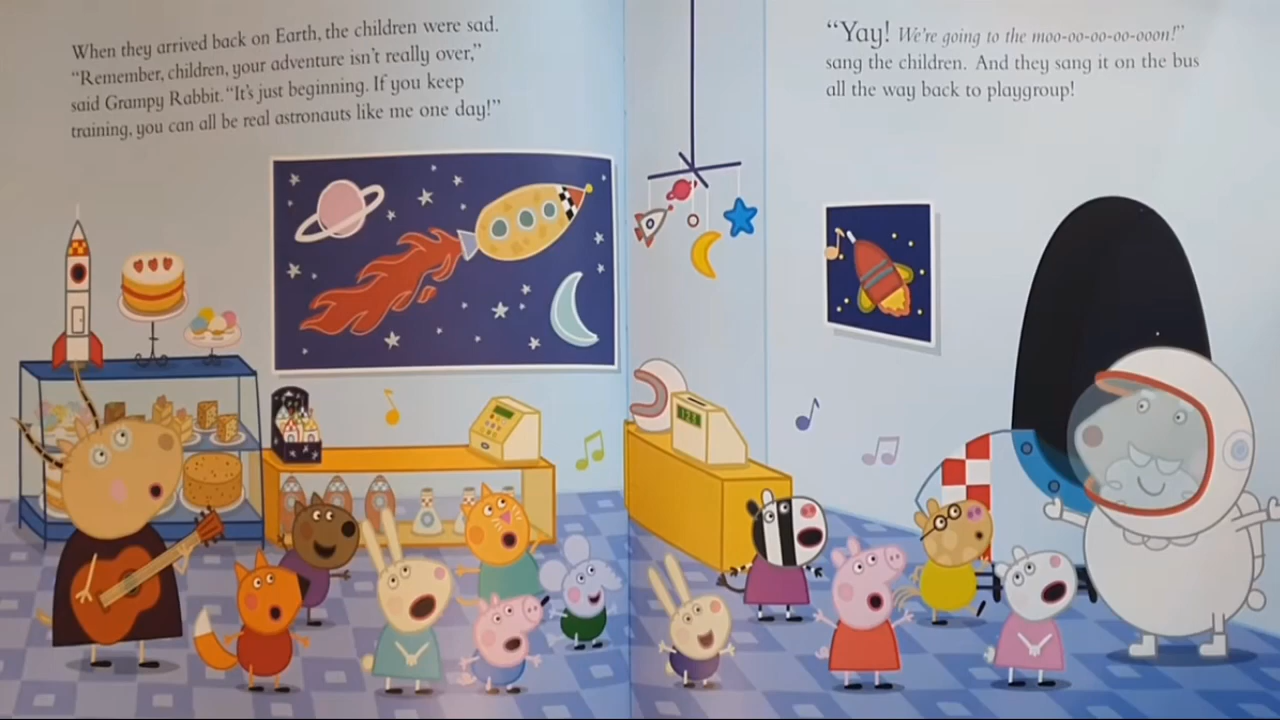 When they arrived back on Earth, the children were sad.
“Remember, children, your adventure isn’t really over,”
said Grampy Rabbit. “It’s just beginning. If you keep
training, you can all be real astronauts like me one day!”
“Yay! We’re going to the moo-oo-oo-oo-ooon!”
sang the children. And they sang it on the bus
all the way back to playgroup!